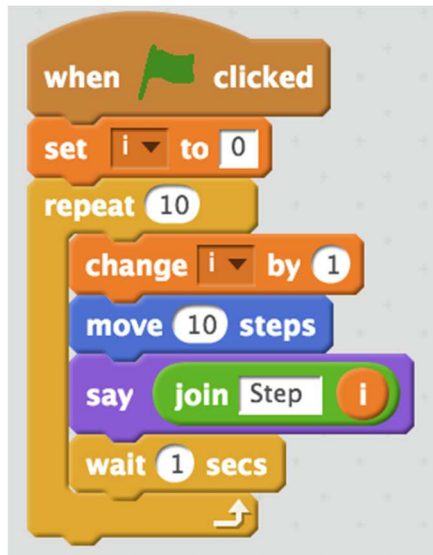 when clicked
set i to 0
repeat 10
change i by 1
move 10 steps
say join Step i
wait 1 secs